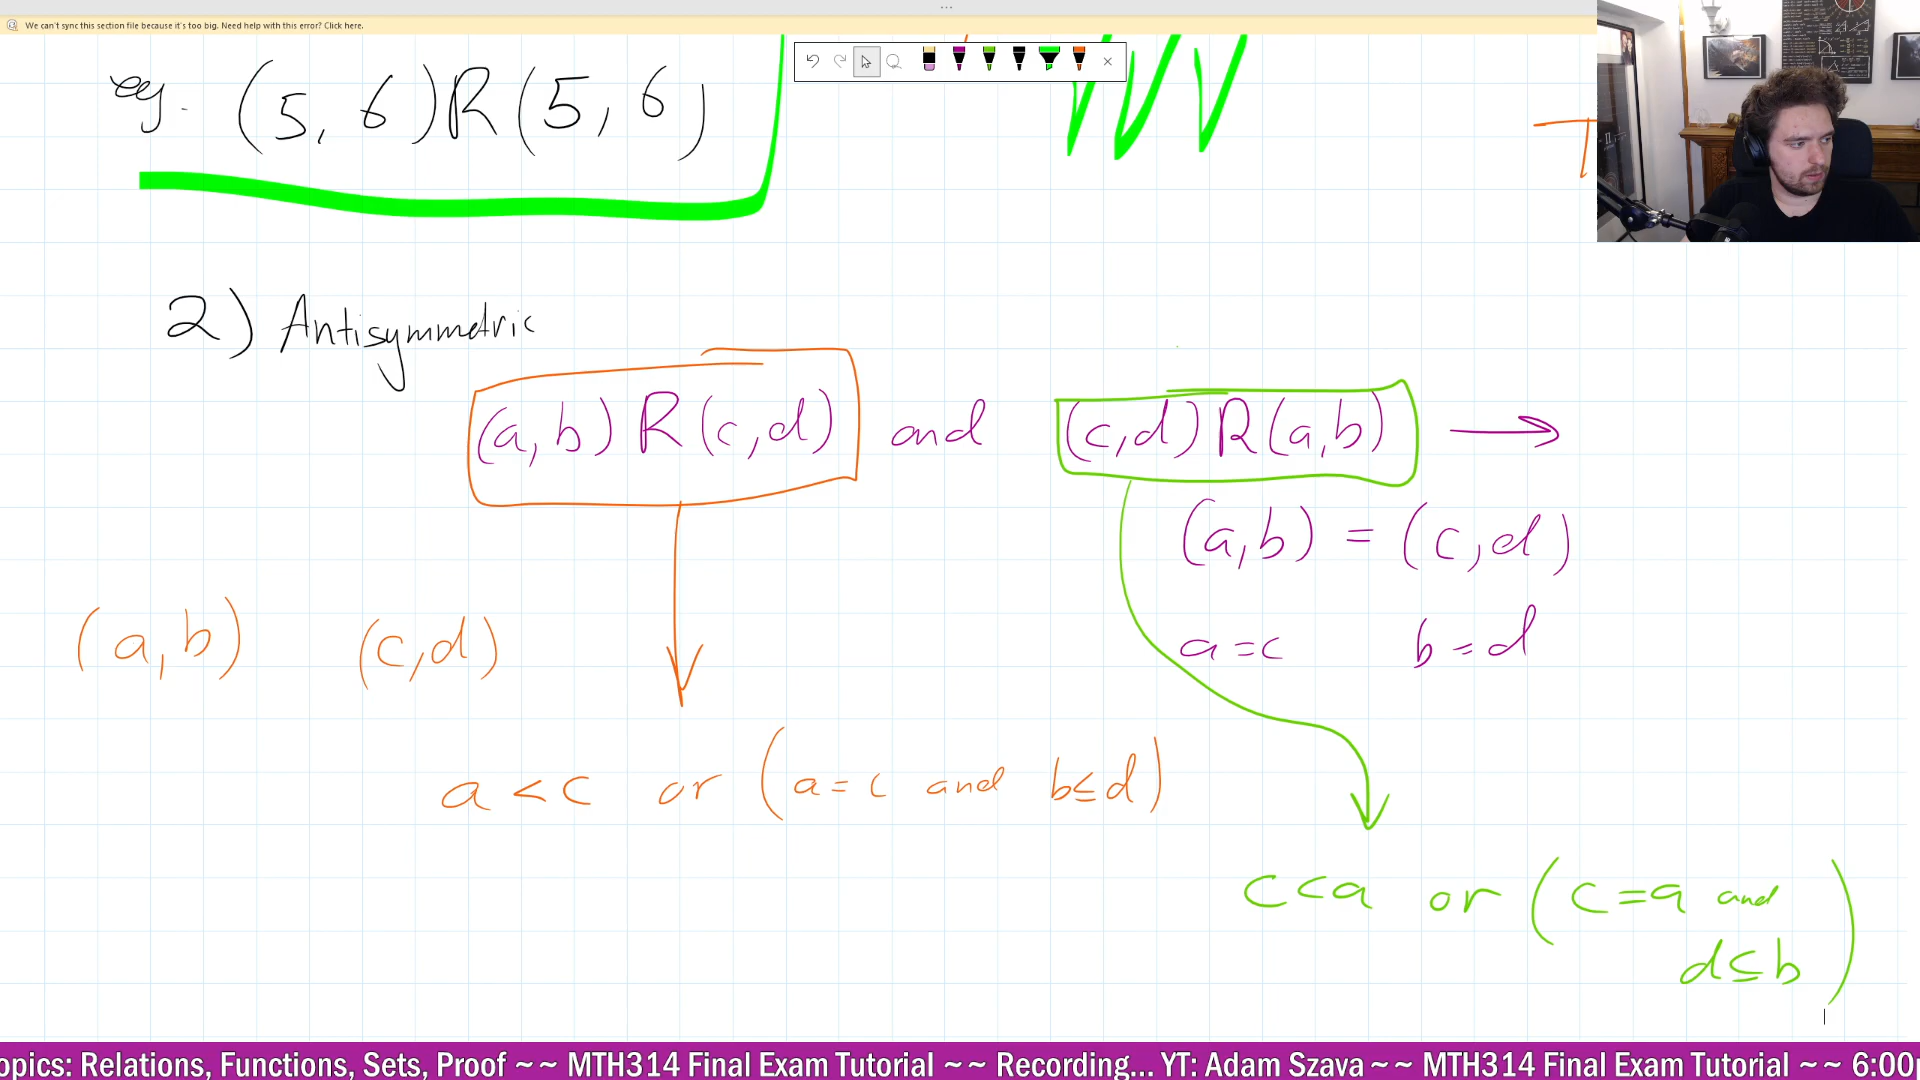 We can't sync this section file because it's too big. Need help with this error? Click here.
eg. (5, 6) R (5, 6)
2) Antisymmetric
(a, b) R (c, d) and (c, d) R (a, b) →
(a, b) = (c, d)
a = c b = d
(a, b) (c, d)
a < c or (a = c and b ≤ d)
c < a or (c = a and
d ≤ b)
opics: Relations, Functions, Sets, Proof ~~ MTH314 Final Exam Tutorial ~~ Recording... YT: Adam Szava ~~ MTH314 Final Exam Tutorial ~~ 6:00